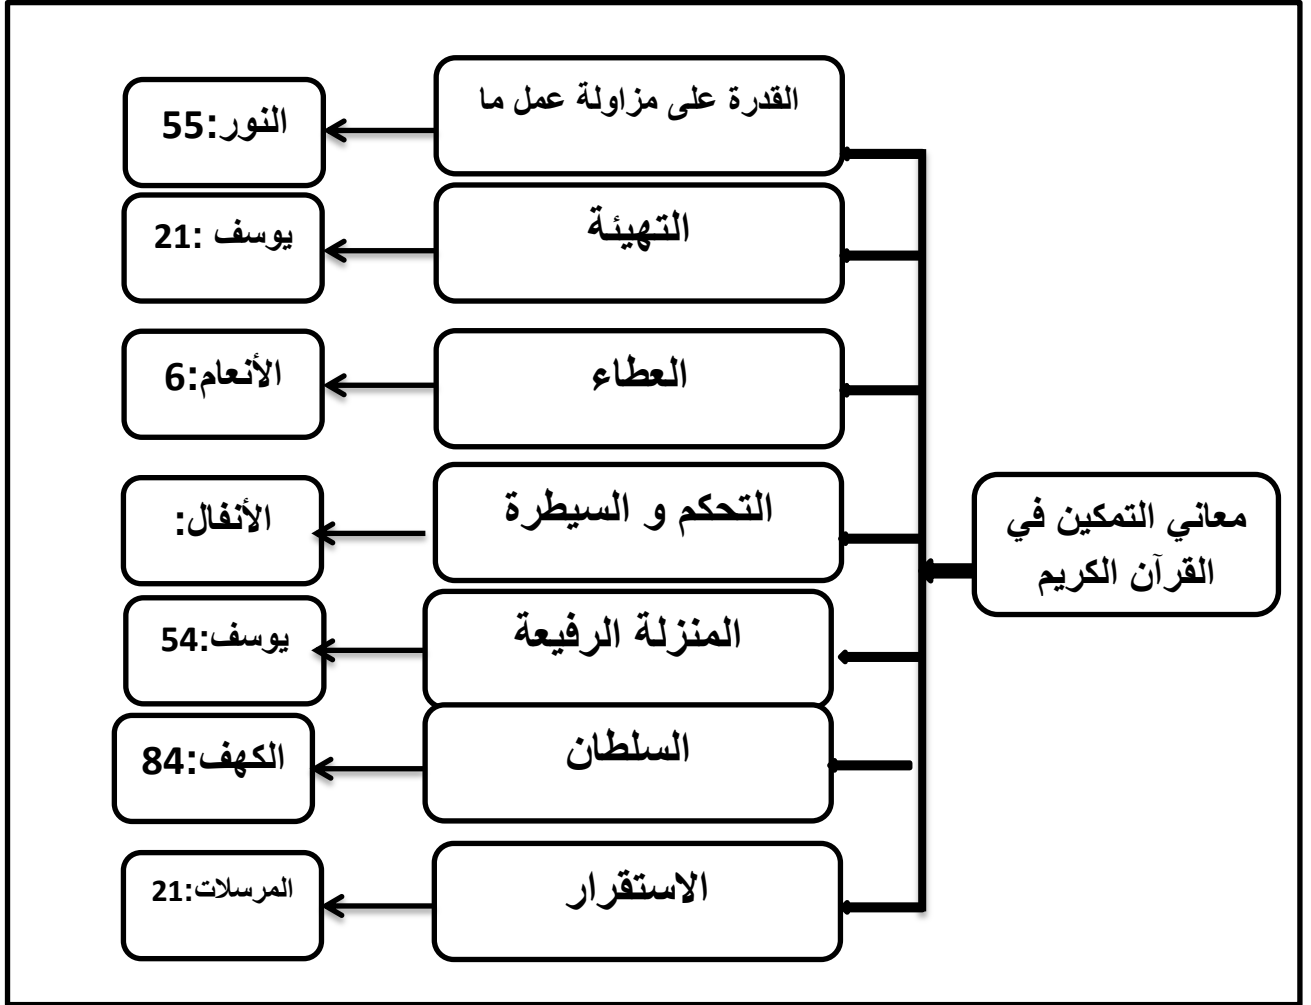 معاني التمكين في
القرآن الكريم
القدرة على مزاولة عمل ما
النور:55
التهيئة
يوسف :21
العطاء
الأنعام:6
التحكم و السيطرة
الأنفال:
المنزلة الرفيعة
يوسف:54
السلطان
الكهف:84
الاستقرار
المرسلات:21